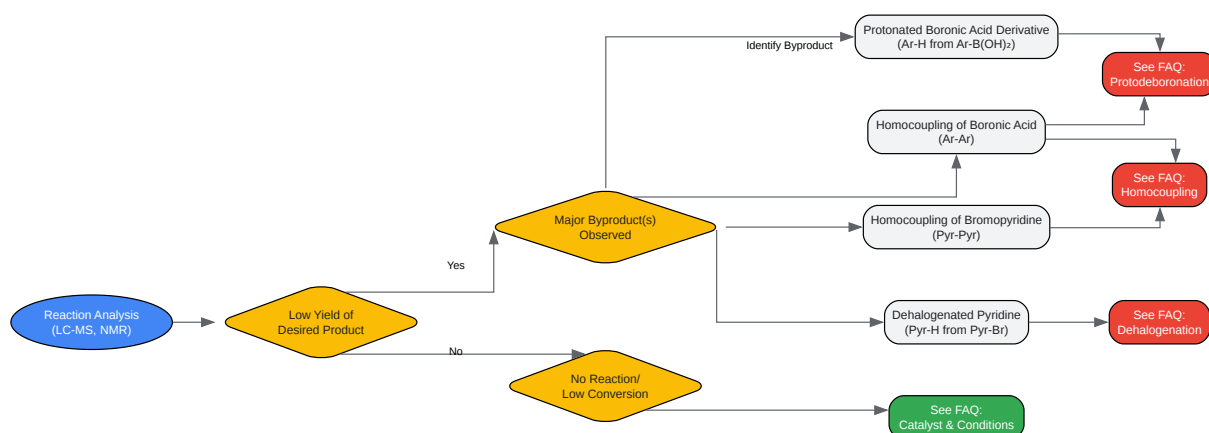 Protonated Boronic Acid Derivative
(Ar-H from Ar-B(OH)₂)
Identify Byproduct
See FAQ:
Protodeboronation
Homocoupling of Boronic Acid
(Ar-Ar)
See FAQ:
Homocoupling
Major Byproduct(s)
Observed
Homocoupling of Bromopyridine
(Pyr-Pyr)
Yes
Reaction Analysis
(LC-MS, NMR)
Low Yield of
Desired Product
Dehalogenated Pyridine
(Pyr-H from Pyr-Br)
See FAQ:
Dehalogenation
No
No Reaction/
Low Conversion
See FAQ:
Catalyst & Conditions